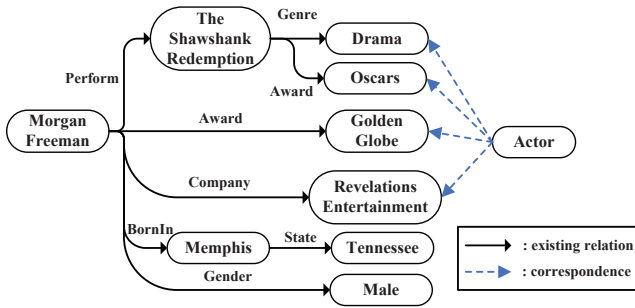 Genre
The
Shawshank
Redemption
Drama
Oscars
Award
Perform
Morgan
Freeman
Award
Golden
Globe
Actor
Company
Revelations
Entertainment
BornIn
Memphis
State
Tennessee
Gender
Male
: existing relation
: correspondence